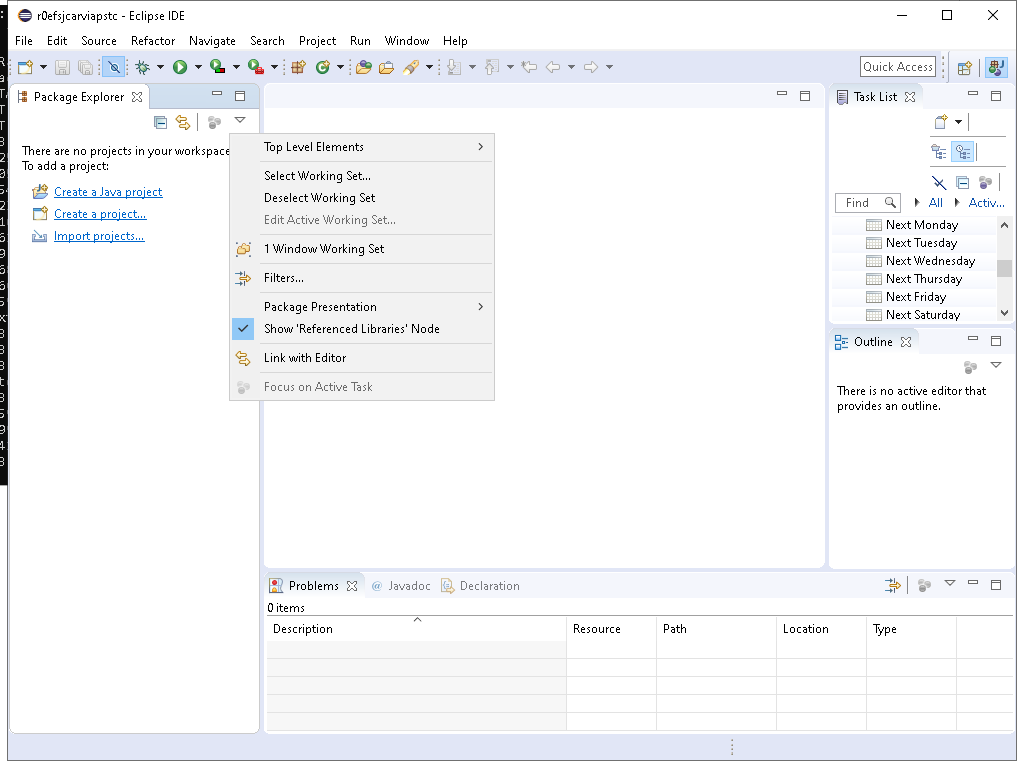 r0efsjcarviapstc - Eclipse IDE
File Edit Source Refactor Navigate Search Project Run Window Help
Quick Access
Package Explorer
Task List
There are no projects in your workspace
To add a project:
Create a Java project
Create a project...
Import projects...
Top Level Elements
Select Working Set...
Deselect Working Set
Edit Active Working Set...
1 Window Working Set
Filters...
Package Presentation
Show 'Referenced Libraries' Node
Link with Editor
Focus on Active Task
Find All Activ...
Next Monday
Next Tuesday
Next Wednesday
Next Thursday
Next Friday
Next Saturday
Outline
There is no active editor that
provides an outline.
Problems @ Javadoc Declaration
0 items
Description Resource Path Location Type